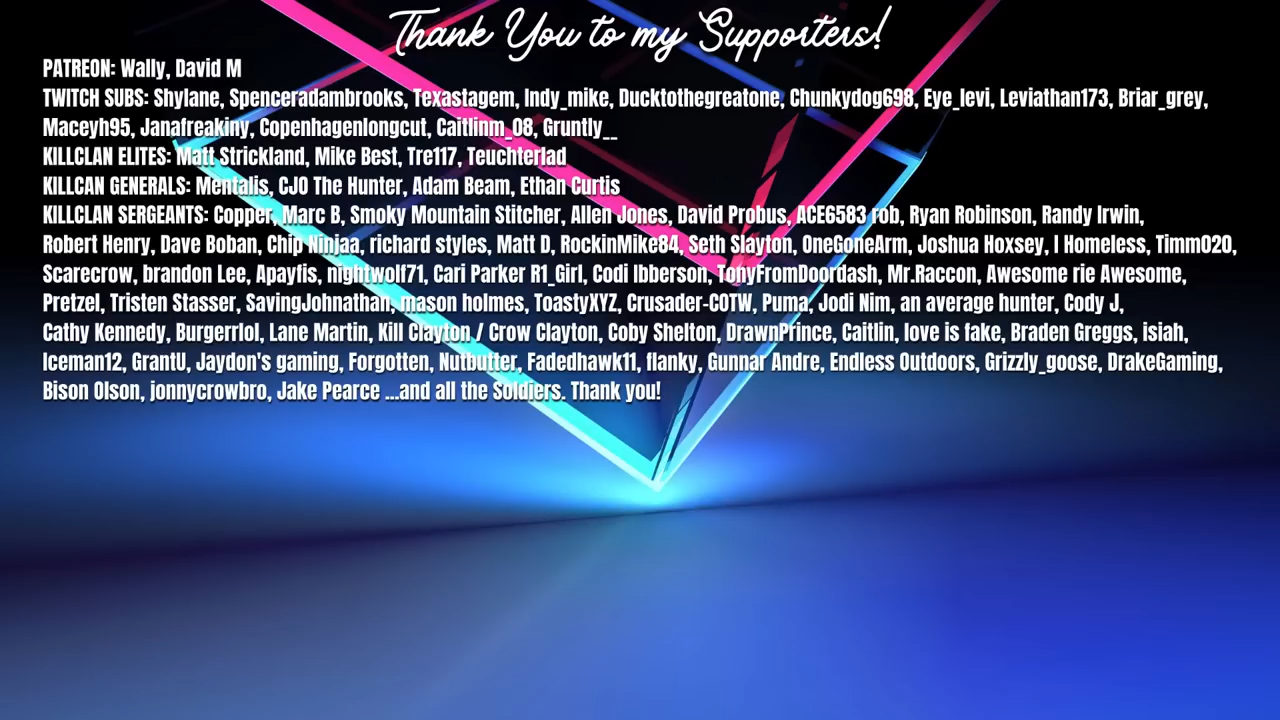 Thank You to my Supporters!
PATREON: Wally, David M
TWITCH SUBS: Shylane, Spenceradambrooks, Texastagem, Indy_mike, Ducktothegreatone, Chunkydog698, Eye_levi, Leviathan173, Briar_grey,
Maceyh95, Janafreakiny, Copenhagenlongcut, Caitlinm_08, Gruntly__
KILLCLAN ELITES: Matt Strickland, Mike Best, Tre117, Teuchterlad
KILLCAN GENERALS: Mentalis, CJO The Hunter, Adam Beam, Ethan Curtis
KILLCLAN SERGEANTS: Copper, Marc B, Smoky Mountain Stitcher, Allen Jones, David Probus, ACE6583 rob, Ryan Robinson, Randy Irwin,
Robert Henry, Dave Boban, Chip Ninjaa, richard styles, Matt D, RockinMike84, Seth Slayton, OneGoneArm, Joshua Hoxsey, I Homeless, Timm020,
Scarecrow, brandon Lee, Apayfis, nightwolf71, Cari Parker R1_Girl, Codi Ibberson, TonyFromDoordash, Mr.Raccon, Awesome rie Awesome,
Pretzel, Tristen Stasser, SavingJohnathan, mason holmes, ToastyXYZ, Crusader-COTW, Puma, Jodi Nim, an average hunter, Cody J,
Cathy Kennedy, Burgerrlol, Lane Martin, Kill Clayton / Crow Clayton, Coby Shelton, DrawnPrince, Caitlin, love is fake, Braden Greggs, isiah,
Iceman12, GrantU, Jaydon's gaming, Forgotten, Nutbutter, Fadedhawk11, flanky, Gunnar Andre, Endless Outdoors, Grizzly_goose, DrakeGaming,
Bison Olson, jonnycrowbro, Jake Pearce ...and all the Soldiers. Thank you!